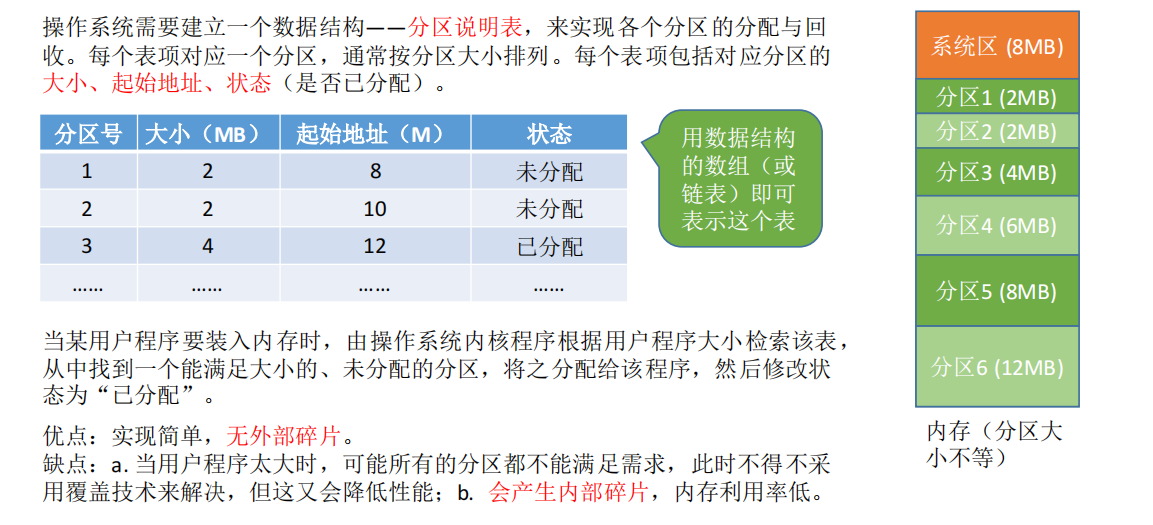 操作系统需要建立一个数据结构——分区说明表，来实现各个分区的分配与回
收。每个表项对应一个分区，通常按分区大小排列。每个表项包括对应分区的
大小、起始地址、状态（是否已分配）。
分区号 大小（MB） 起始地址（M） 状态
1 2 8 未分配
2 2 10 未分配
3 4 12 已分配
…… …… …… ……
用数据结构
的数组（或
链表）即可
表示这个表
当某用户程序要装入内存时，由操作系统内核程序根据用户程序大小检索该表，
从中找到一个能满足大小的、未分配的分区，将之分配给该程序，然后修改状
态为“已分配”。
优点：实现简单，无外部碎片。
缺点：a. 当用户程序太大时，可能所有的分区都不能满足需求，此时不得不采
用覆盖技术来解决，但这又会降低性能；b. 会产生内部碎片，内存利用率低。
系统区 (8MB)
分区1 (2MB)
分区2 (2MB)
分区3 (4MB)
分区4 (6MB)
分区5 (8MB)
分区6 (12MB)
内存（分区大
小不等）